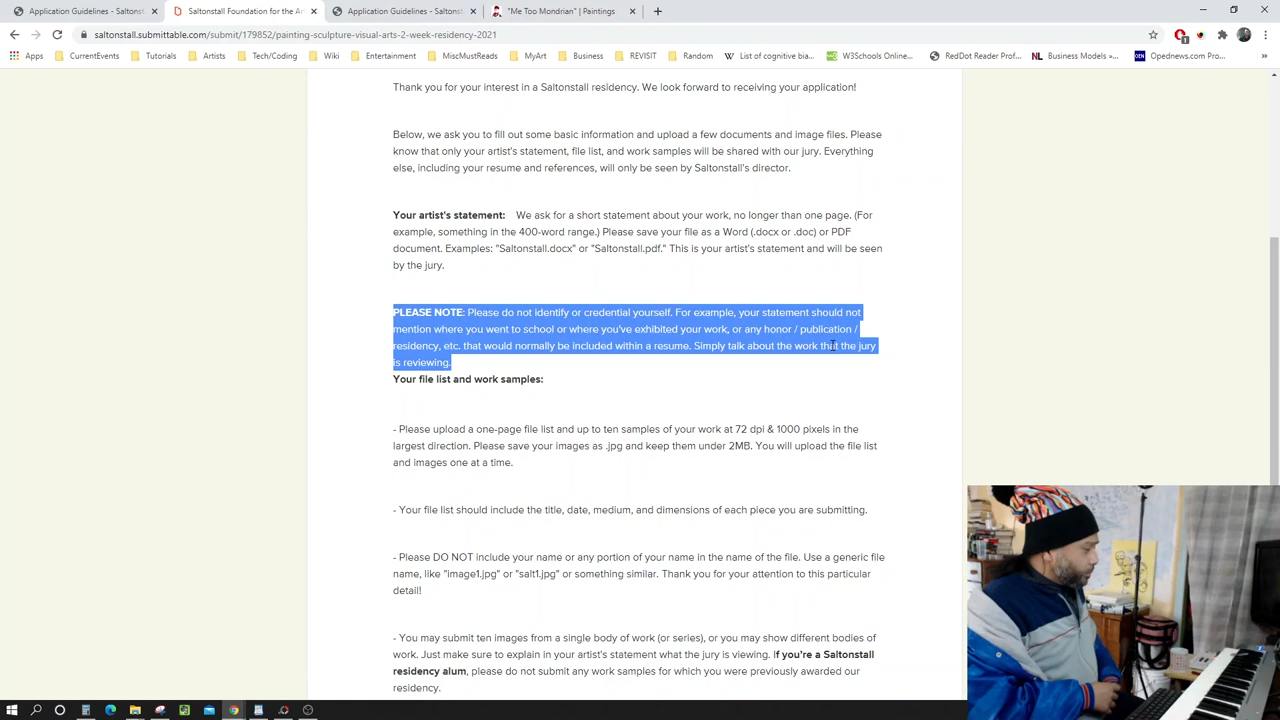 Application Guidelines - Saltonst
Saltonstall Foundation for the Ar
Application Guidelines - Saltonst
"Me Too Mondrian" | Paintings
saltonstall.submittable.com/submit/179852/painting-sculpture-visual-arts-2-week-residency-2021
Apps CurrentEvents Tutorials Artists Tech/Coding Wiki Entertainment MiscMustReads MyArt Business REVISIT Random List of cognitive bia... W3Schools Online... RedDot Reader Prof... Business Models »... Opednews.com Pro... »
Thank you for your interest in a Saltonstall residency. We look forward to receiving your application!
Below, we ask you to fill out some basic information and upload a few documents and image files. Please
know that only your artist's statement, file list, and work samples will be shared with our jury. Everything
else, including your resume and references, will only be seen by Saltonstall's director.
Your artist's statement: We ask for a short statement about your work, no longer than one page. (For
example, something in the 400-word range.) Please save your file as a Word (.docx or .doc) or PDF
document. Examples: "Saltonstall.docx" or "Saltonstall.pdf." This is your artist's statement and will be seen
by the jury.
PLEASE NOTE: Please do not identify or credential yourself. For example, your statement should not
mention where you went to school or where you've exhibited your work, or any honor / publication /
residency, etc. that would normally be included within a resume. Simply talk about the work that the jury
is reviewing.
Your file list and work samples:
- Please upload a one-page file list and up to ten samples of your work at 72 dpi & 1000 pixels in the
largest direction. Please save your images as .jpg and keep them under 2MB. You will upload the file list
and images one at a time.
- Your file list should include the title, date, medium, and dimensions of each piece you are submitting.
- Please DO NOT include your name or any portion of your name in the name of the file. Use a generic file
name, like "image1.jpg" or "salt1.jpg" or something similar. Thank you for your attention to this particular
detail!
- You may submit ten images from a single body of work (or series), or you may show different bodies of
work. Just make sure to explain in your artist's statement what the jury is viewing. If you're a Saltonstall
residency alum, please do not submit any work samples for which you were previously awarded our
residency.